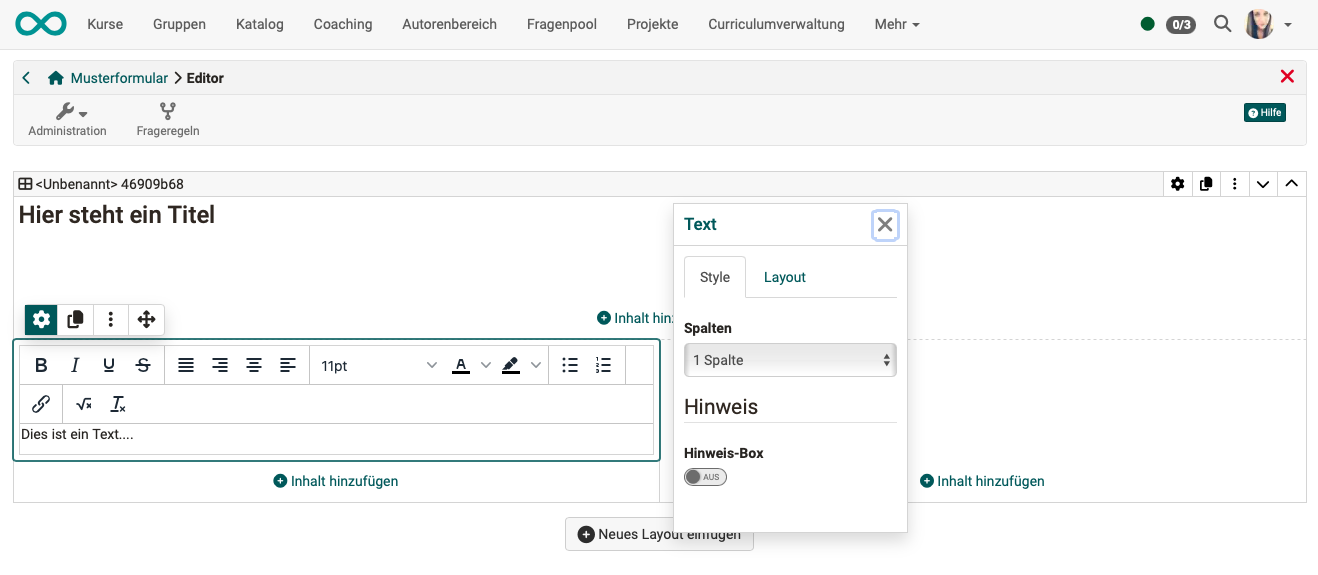 Kurse Gruppen Katalog Coaching Autorenbereich Fragenpool Projekte Curriculumverwaltung Mehr 0/3
Musterformular Editor
Administration Frageregeln Hilfe
<Unbenannt> 46909b68
Hier steht ein Titel
Text
Style Layout
Inhalt hin
Spalten
B I U S 11pt A
1 Spalte
Hinweis
Dies ist ein Text....
Hinweis-Box
AUS
Inhalt hinzufügen Inhalt hinzufügen
Neues Layout einfügen